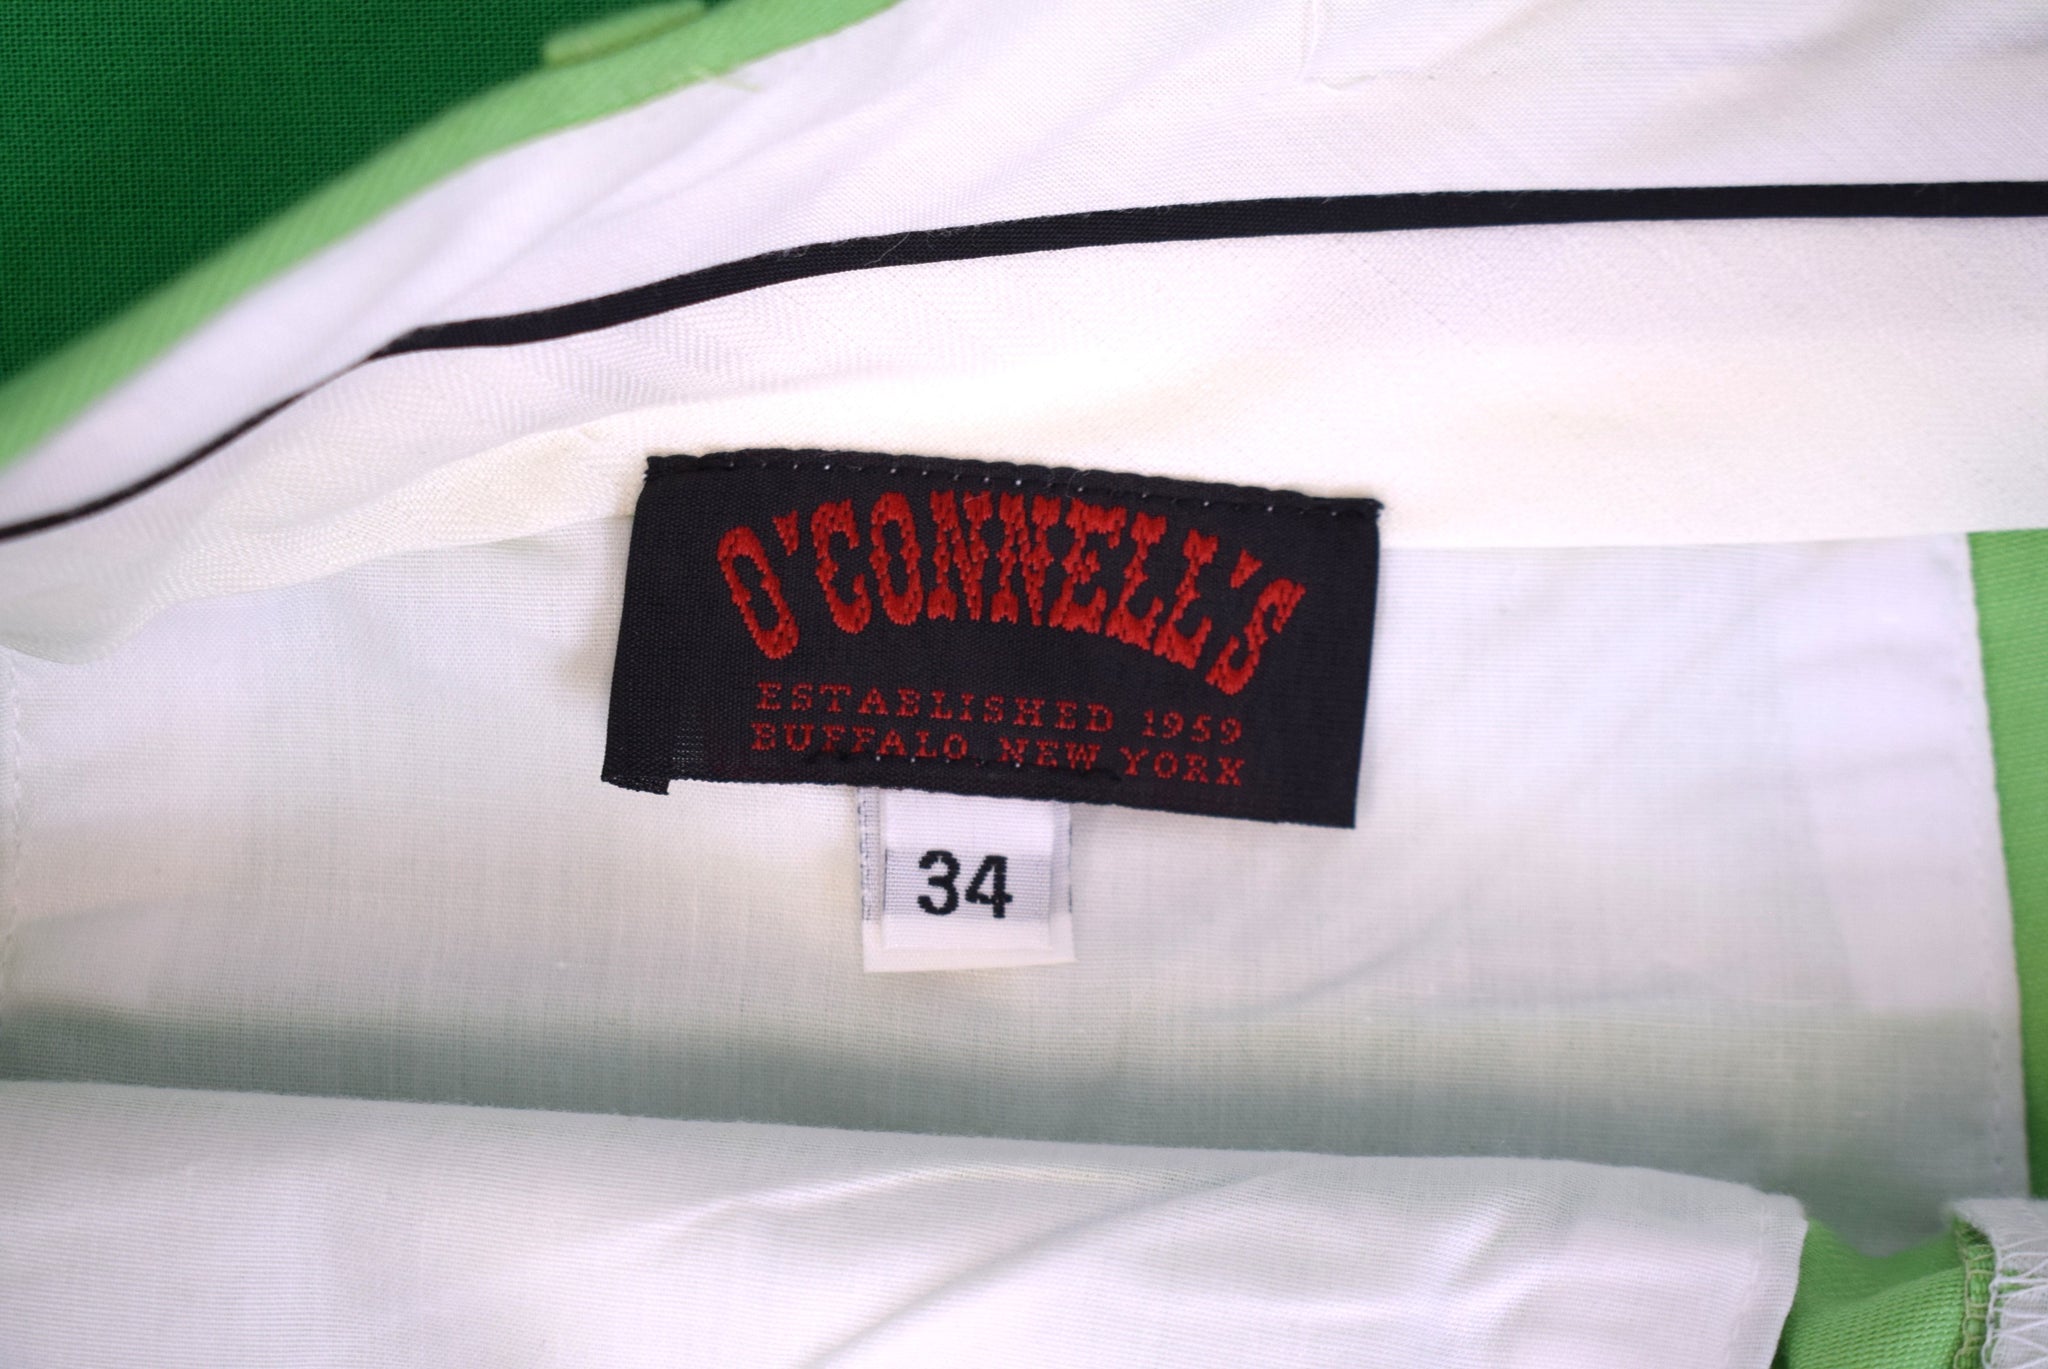 O'CONNELL'S
ESTABLISHED 1959
BUFFALO, NEW YORK
34